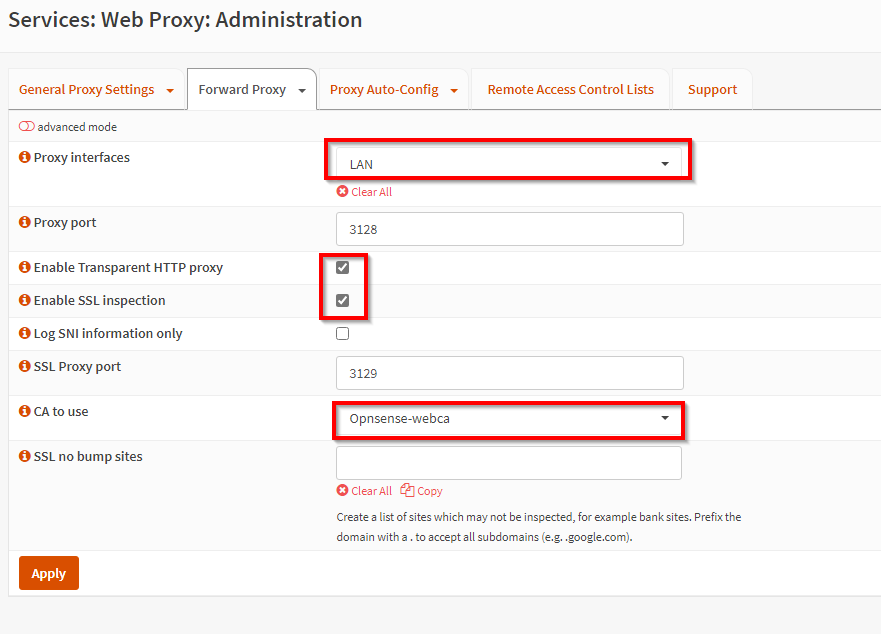 Services: Web Proxy: Administration
General Proxy Settings
Forward Proxy
Proxy Auto-Config
Remote Access Control Lists
Support
advanced mode
Proxy interfaces
LAN
Clear All
Proxy port
3128
Enable Transparent HTTP proxy
Enable SSL inspection
Log SNI information only
SSL Proxy port
3129
CA to use
Opnsense-webca
SSL no bump sites
Clear All Copy
Create a list of sites which may not be inspected, for example bank sites. Prefix the
domain with a . to accept all subdomains (e.g. .google.com).
Apply